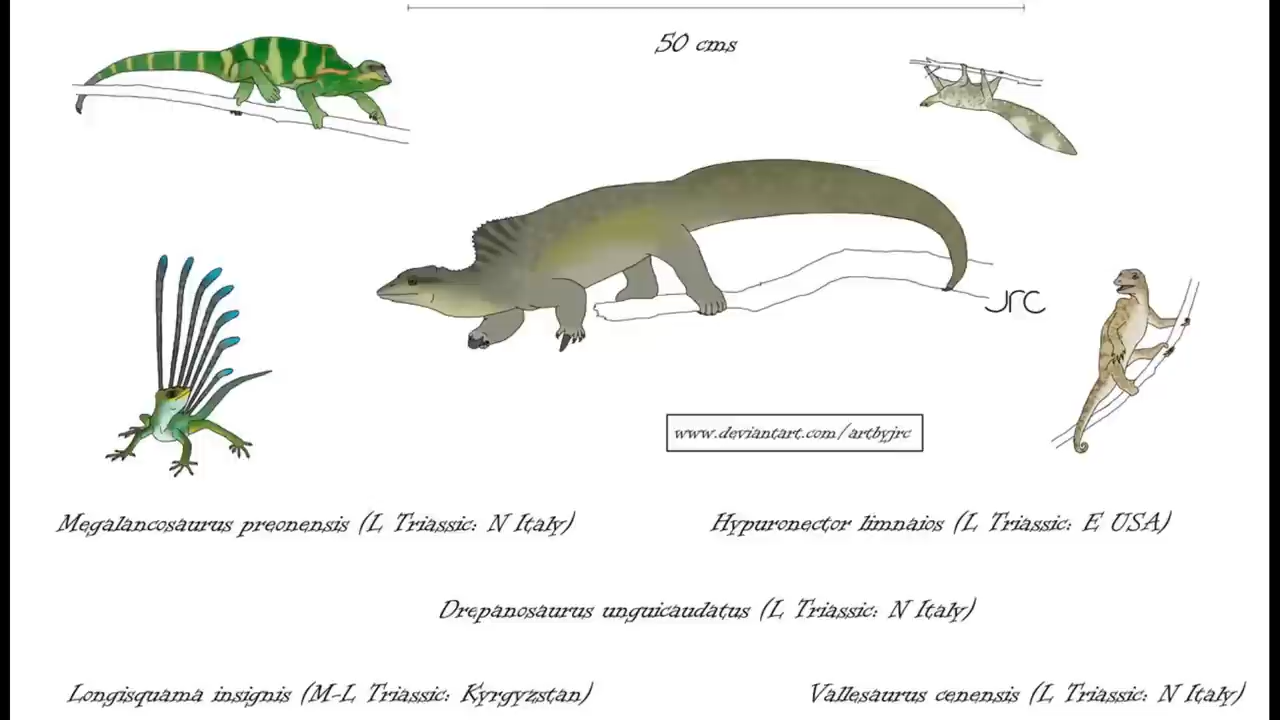 50 cms
JrC
www.deviantart.com/artbyjrc
Megalancosaurus preonensis (L Triassic: N Italy)
Hypuronector limnaios (L Triassic: E USA)
Drepanosaurus unguicaudatus (L Triassic: N Italy)
Longisquama insignis (M-L Triassic: Kyrgyzstan)
Vallesaurus cenensis (L Triassic: N Italy)